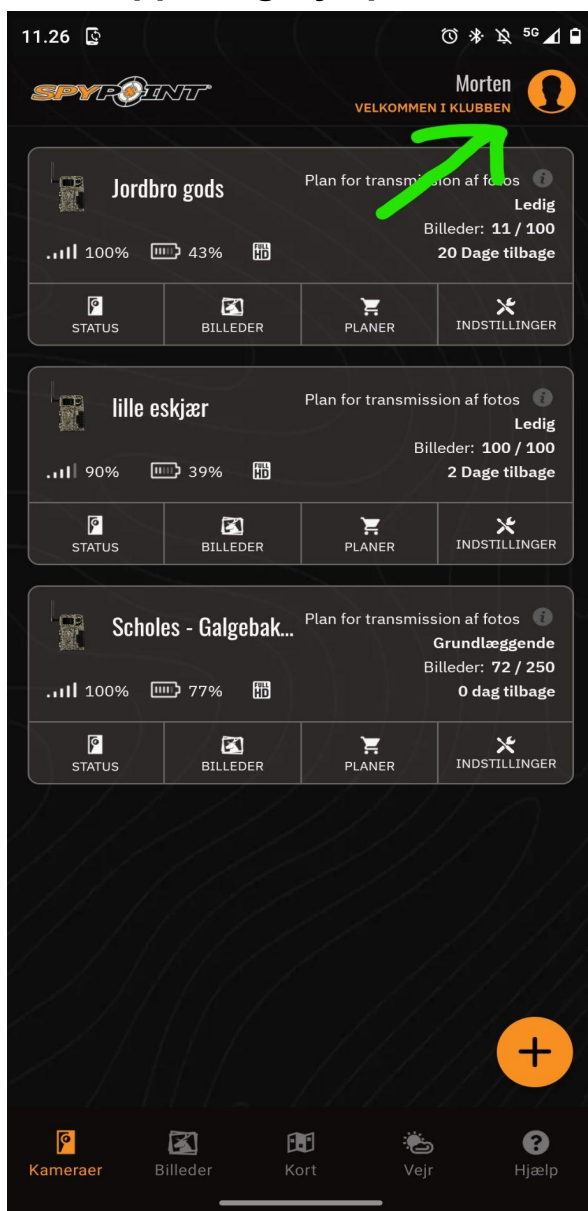 11.26
5G
SPYPOINT
Morten
VELKOMMEN I KLUBBEN
Jordbro gods
Plan for transmission af fotos
Ledig
Billeder: 11 / 100
20 Dage tilbage
100%
43%
FULL HD
STATUS
BILLEDER
PLANER
INDSTILLINGER
lille eskjær
Plan for transmission af fotos
Ledig
Billeder: 100 / 100
2 Dage tilbage
90%
39%
FULL HD
STATUS
BILLEDER
PLANER
INDSTILLINGER
Scholes - Galgebak...
Plan for transmission af fotos
Grundlæggende
Billeder: 72 / 250
0 dag tilbage
100%
77%
FULL HD
STATUS
BILLEDER
PLANER
INDSTILLINGER
Kameraer
Billeder
Kort
Vejr
Hjælp